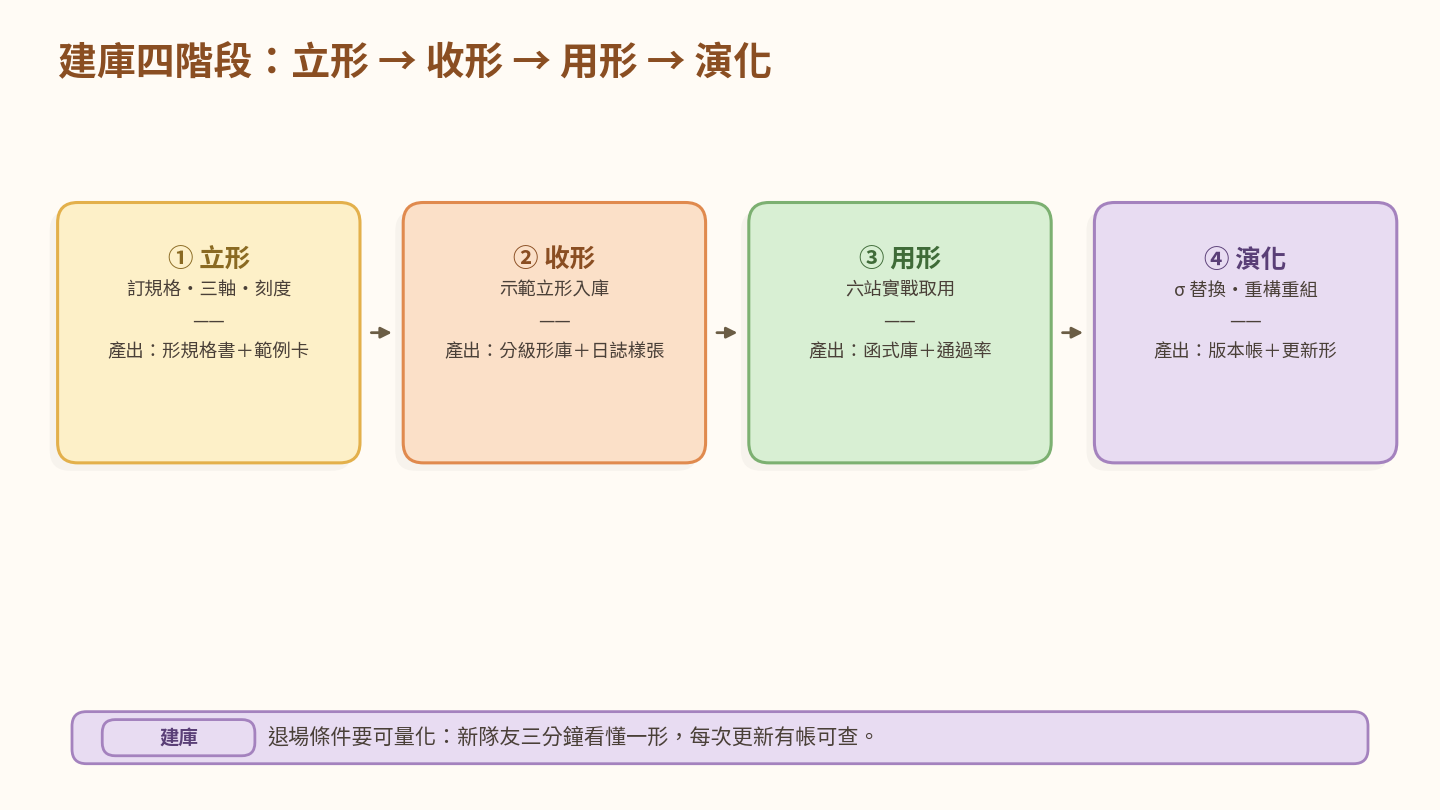 建庫四階段：立形 → 收形 → 用形 → 演化
① 立形
訂規格・三軸・刻度
——
產出：形規格書＋範例卡
② 收形
示範立形入庫
——
產出：分級形庫＋日誌樣張
③ 用形
六站實戰取用
——
產出：函式庫＋通過率
④ 演化
σ 替換・重構重組
——
產出：版本帳＋更新形
建庫
退場條件要可量化：新隊友三分鐘看懂一形，每次更新有帳可查。